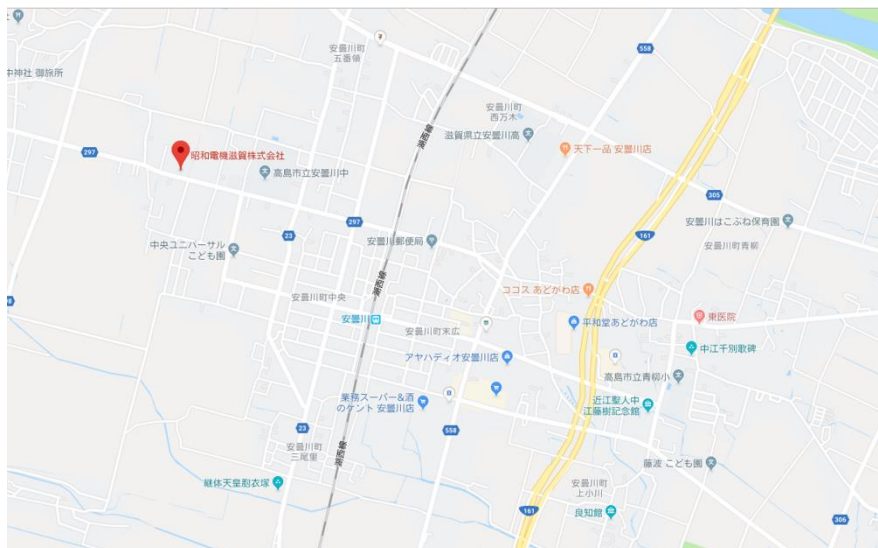 安曇川町
五番領
558
中神社 御旅所
安曇川町
西万木
湖西線
滋賀県立安曇川高
天下一品 安曇川店
297
昭和電機滋賀株式会社
高島市立安曇川中
305
297
23
安曇川はこぶね保育園
安曇川郵便局
161
安曇川町青柳
中央ユニバーサル
こども園
湖西線
ココス あどがわ店
安曇川町中央
安曇川
安曇川町末広
平和堂あどがわ店
東医院
中江千別歌碑
アヤハディオ安曇川店
高島市立青柳小
業務スーパー&酒
のケント 安曇川店
近江聖人中
江藤樹記念館
23
558
安曇川町
三尾里
湖西線
藤波 こども園
継体天皇胞衣塚
安曇川町
上小川
161
良知館
306